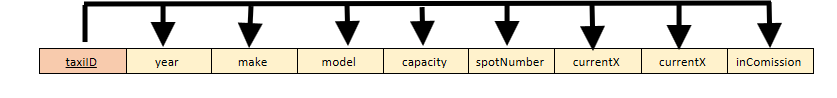 taxiID year make model capacity spotNumber currentX currentX inComission